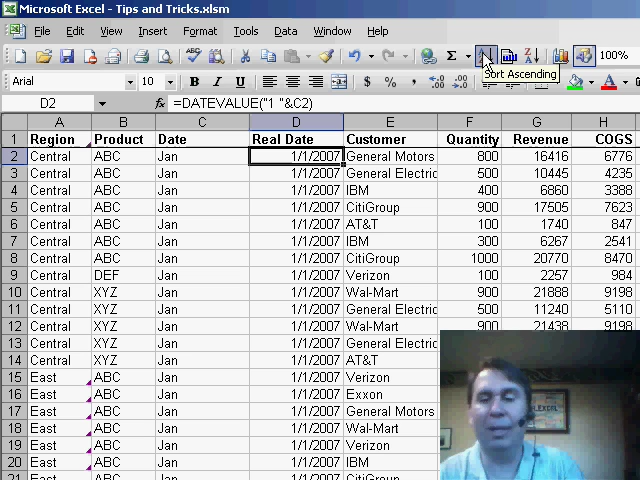 Microsoft Excel - Tips and Tricks.xlsm
File Edit View Insert Format Tools Data Window Help
ABC Σ A Z Z A 100%
Sort Ascending
Arial 10 B I U $ % , A
D2 fx =DATEVALUE("1 "&C2)
A B C D E F G H
1 Region Product Date Real Date Customer Quantity Revenue COGS
2 Central ABC Jan 1/1/2007 General Motors 800 16416 6776
3 Central ABC Jan 1/1/2007 General Electric 500 10445 4235
4 Central ABC Jan 1/1/2007 IBM 400 6860 3388
5 Central ABC Jan 1/1/2007 CitiGroup 900 17505 7623
6 Central ABC Jan 1/1/2007 AT&T 100 1740 847
7 Central ABC Jan 1/1/2007 IBM 300 6267 2541
8 Central ABC Jan 1/1/2007 CitiGroup 1000 20770 8470
9 Central DEF Jan 1/1/2007 Verizon 100 2257 984
10 Central XYZ Jan 1/1/2007 Wal-Mart 900 21888 9198
11 Central XYZ Jan 1/1/2007 General Electric 500 11240 5110
12 Central XYZ Jan 1/1/2007 Wal-Mart 900 21438 9198
13 Central XYZ Jan 1/1/2007 General Electric
14 Central XYZ Jan 1/1/2007 AT&T
15 East ABC Jan 1/1/2007 Verizon
16 East ABC Jan 1/1/2007 Exxon
17 East ABC Jan 1/1/2007 General Motors
18 East ABC Jan 1/1/2007 Wal-Mart
19 East ABC Jan 1/1/2007 Verizon
20 East ABC Jan 1/1/2007 IBM
21 East ABC Jan 1/1/2007 CitiGroup